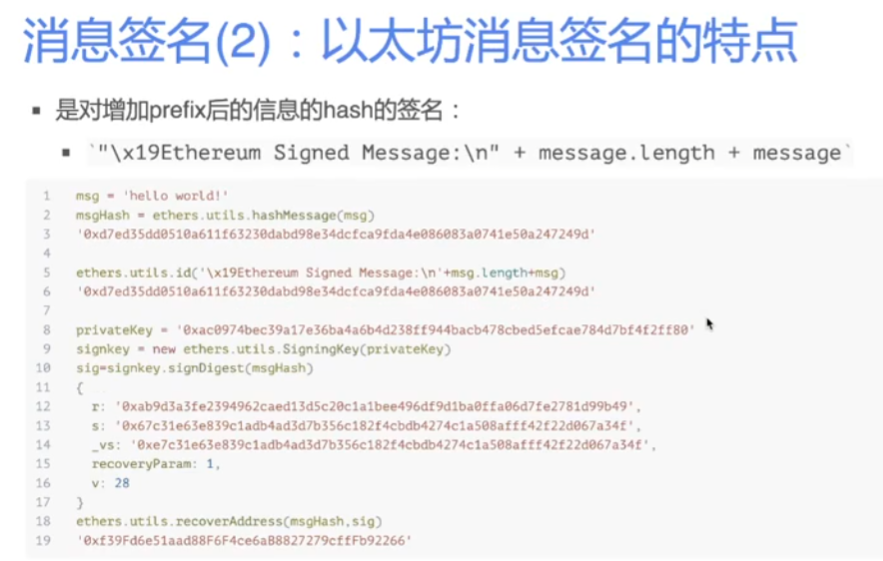 消息签名(2)：以太坊消息签名的特点
▪ 是对增加prefix后的信息的hash的签名：
▪ `"\x19Ethereum Signed Message:\n" + message.length + message`
1 msg = 'hello world!'
2 msgHash = ethers.utils.hashMessage(msg)
3 '0xd7ed35dd0510a611f63230dabd98e34dcfca9fda4e086083a0741e50a247249d'
4
5 ethers.utils.id('\x19Ethereum Signed Message:\n'+msg.length+msg)
6 '0xd7ed35dd0510a611f63230dabd98e34dcfca9fda4e086083a0741e50a247249d'
7
8 privateKey = '0xac0974bec39a17e36ba4a6b4d238ff944bacb478cbed5efcae784d7bf4f2ff80'
9 signkey = new ethers.utils.SigningKey(privateKey)
10 sig=signkey.signDigest(msgHash)
11 {
12 r: '0xab9d3a3fe2394962caed13d5c20c1a1bee496df9d1ba0ffa06d7fe2781d99b49',
13 s: '0x67c31e63e839c1adb4ad3d7b356c182f4cbdb4274c1a508afff42f22d067a34f',
14 _vs: '0xe7c31e63e839c1adb4ad3d7b356c182f4cbdb4274c1a508afff42f22d067a34f',
15 recoveryParam: 1,
16 v: 28
17 }
18 ethers.utils.recoverAddress(msgHash,sig)
19 '0xf39Fd6e51aad88F6F4ce6aB8827279cffFb92266'